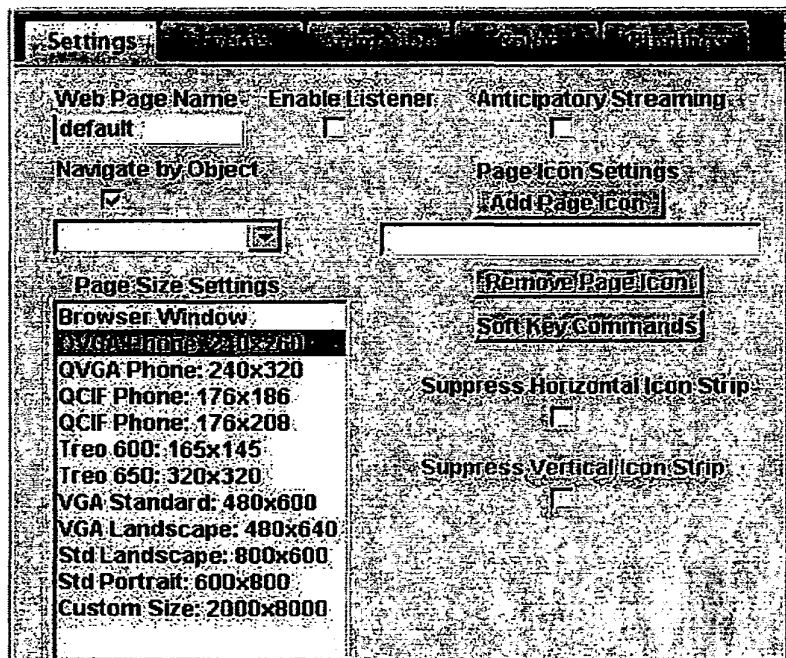 Settings
Web Page Name
Enable Listener
Anticipatory Streaming
default
Navigate by Object
Page Icon Settings
Add Page Icon
Page Size Settings
Remove Page Icon
Browser Window
Soft Key Commands
QVGA Phone: 240x260
QVGA Phone: 240x320
QCIF Phone: 176x186
QCIF Phone: 176x208
Treo 600: 165x145
Treo 650: 320x320
VGA Standard: 480x600
VGA Landscape: 480x640
Std Landscape: 800x600
Std Portrait: 600x800
Custom Size: 2000x8000
Suppress Horizontal Icon Strip
Suppress Vertical Icon Strip